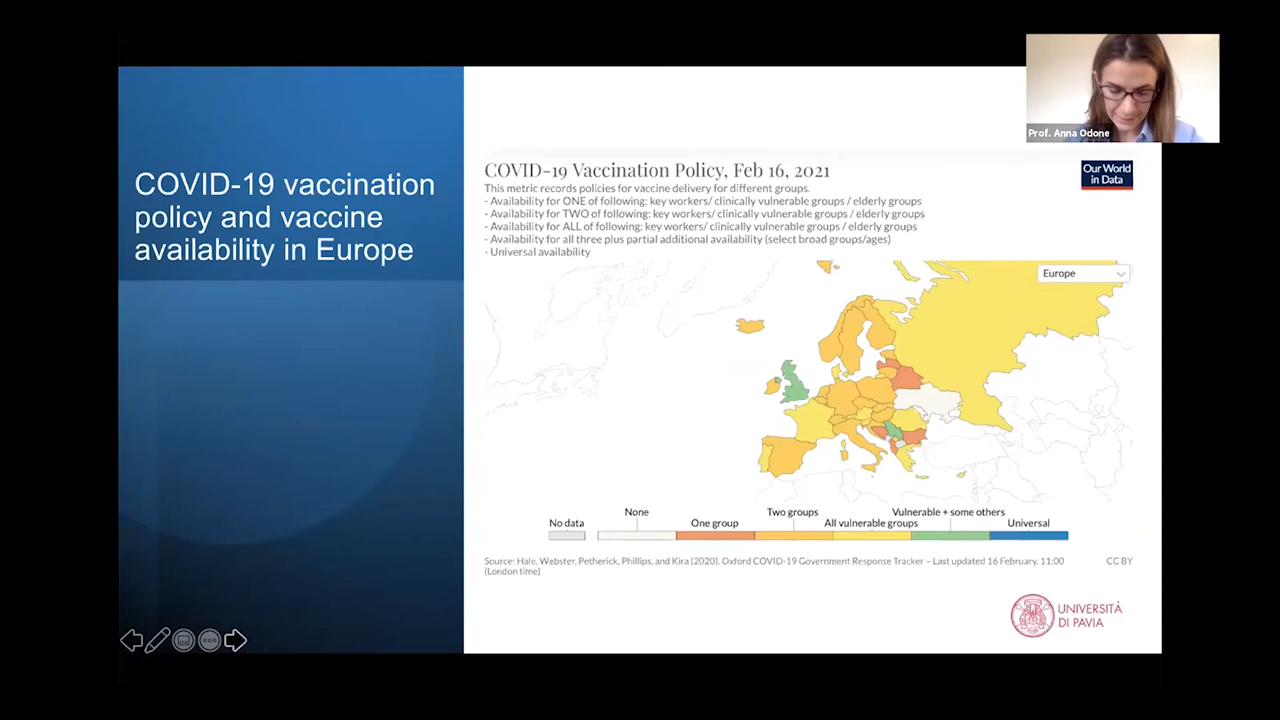 Prof. Anna Odone
COVID-19 vaccination
policy and vaccine
availability in Europe
COVID-19 Vaccination Policy, Feb 16, 2021
Our World
in Data
This metric records policies for vaccine delivery for different groups.
- Availability for ONE of following: key workers/ clinically vulnerable groups / elderly groups
- Availability for TWO of following: key workers/ clinically vulnerable groups / elderly groups
- Availability for ALL of following: key workers/ clinically vulnerable groups / elderly groups
- Availability for all three plus partial additional availability (select broad groups/ages)
- Universal availability
Europe
No data
None
One group
Two groups
All vulnerable groups
Vulnerable + some others
Universal
Source: Hale, Webster, Petherick, Phillips, and Kira (2020). Oxford COVID-19 Government Response Tracker – Last updated 16 February, 11:00
(London time)
CC BY
UNIVERSITÀ
DI PAVIA